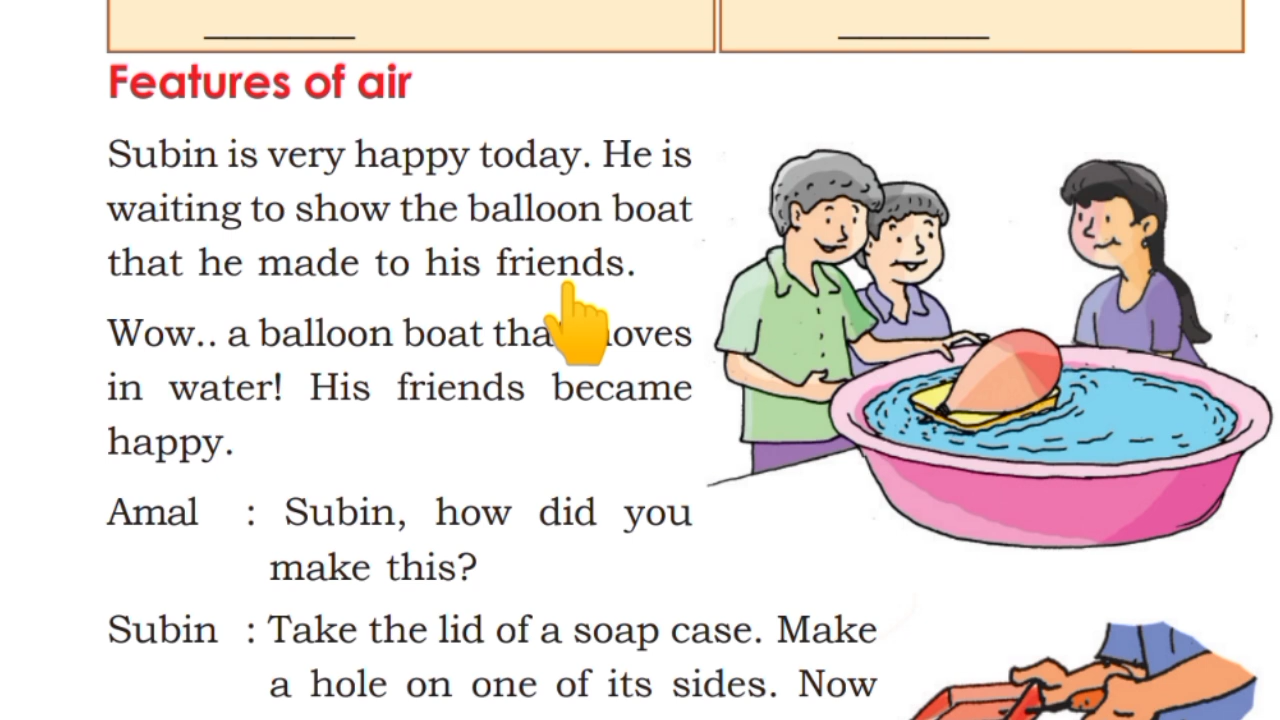 Features of air
Subin is very happy today. He is
waiting to show the balloon boat
that he made to his friends.
Wow.. a balloon boat that moves
in water! His friends became
happy.
Amal : Subin, how did you
make this?
Subin : Take the lid of a soap case. Make
a hole on one of its sides. Now